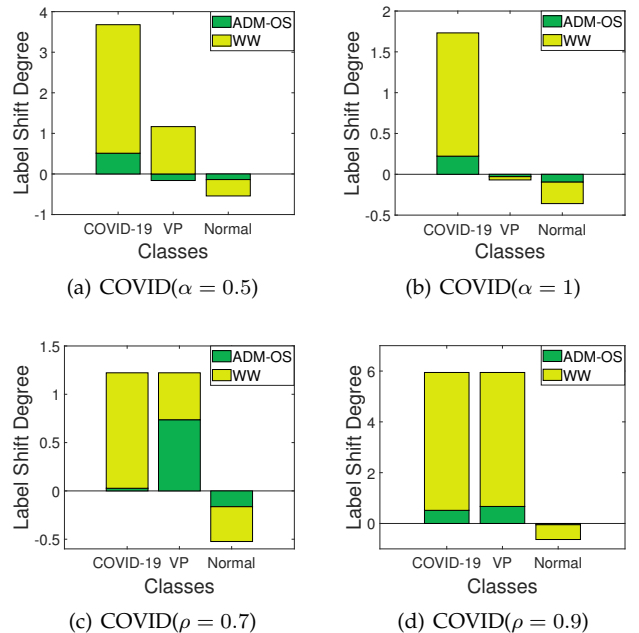 ADM-OS
WW
Label Shift Degree
4
3
2
1
0
-1
COVID-19 VP Normal
Classes
(a) COVID(α = 0.5)
ADM-OS
WW
Label Shift Degree
2
1.5
1
0.5
0
-0.5
COVID-19 VP Normal
Classes
(b) COVID(α = 1)
ADM-OS
WW
Label Shift Degree
1.5
1
0.5
0
-0.5
COVID-19 VP Normal
Classes
(c) COVID(ρ = 0.7)
ADM-OS
WW
Label Shift Degree
6
4
2
0
COVID-19 VP Normal
Classes
(d) COVID(ρ = 0.9)